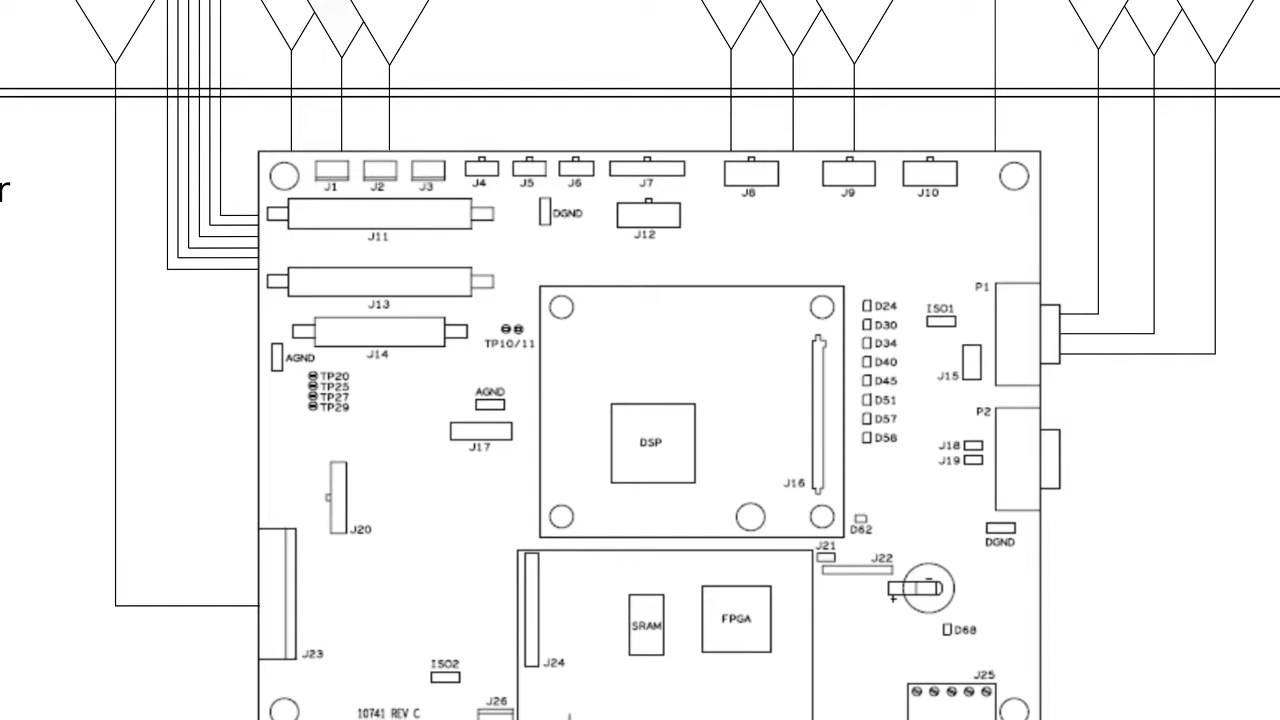 r
J1
J2
J3
J4
J5
J6
J7
J8
J9
J10
DGND
J11
J12
J13
P1
D24
ISO1
D30
TP10/11
D34
J14
AGND
D40
TP20
J15
D45
TP25
TP27
AGND
D51
TP29
P2
D57
D58
DSP
J17
J18
J19
J16
J20
D62
DGND
J21
J22
+
FPGA
SRAM
D68
J23
J24
ISO2
J25
J26
10741 REV C